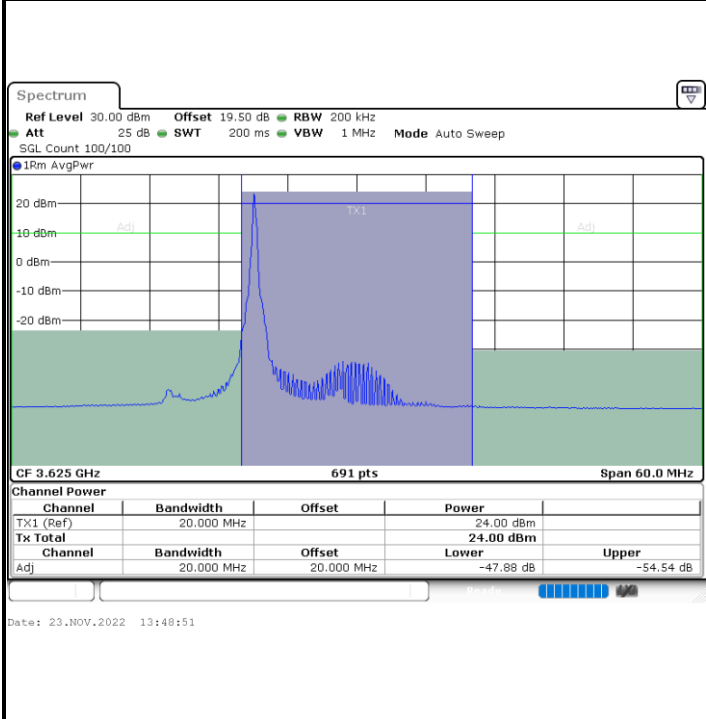 Spectrum
Ref Level 30.00 dBm Offset 19.50 dB RBW 200 kHz
Att 25 dB SWT 200 ms VBW 1 MHz Mode Auto Sweep
SGL Count 100/100
1Rm AvgPwr
20 dBm
TX1
Adj
Adj
10 dBm
0 dBm
-10 dBm
-20 dBm
CF 3.625 GHz 691 pts Span 60.0 MHz
Channel Power
Channel Bandwidth Offset Power
TX1 (Ref) 20.000 MHz 24.00 dBm
Tx Total 24.00 dBm
Channel Bandwidth Offset Lower Upper
Adj 20.000 MHz 20.000 MHz -47.88 dB -54.54 dB
Ready
Date: 23.NOV.2022 13:48:51